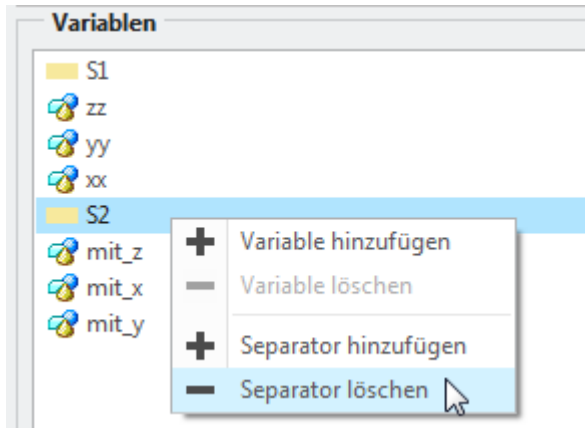 Variablen
S1
zz
yy
xx
S2
mit_z
mit_x
mit_y
Variable hinzufügen
Variable löschen
Separator hinzufügen
Separator löschen